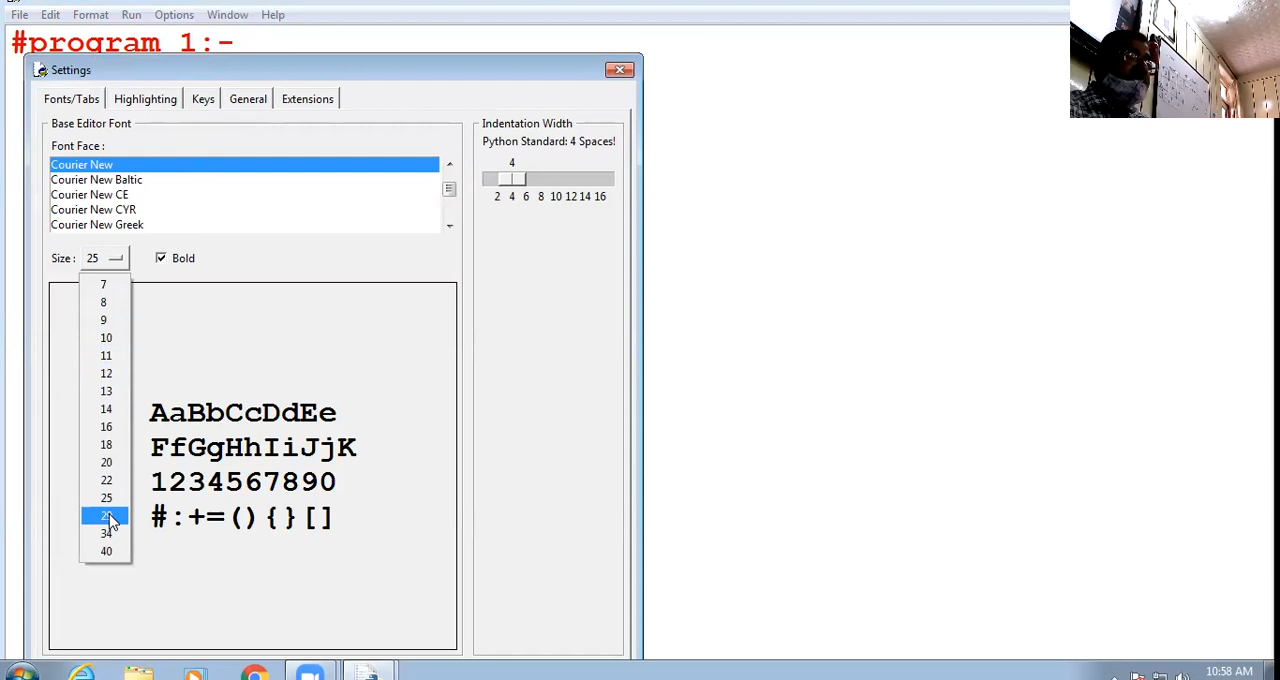 File Edit Format Run Options Window Help
#program 1:-
Settings
Fonts/Tabs Highlighting Keys General Extensions
Base Editor Font
Font Face :
Courier New
Courier New Baltic
Courier New CE
Courier New CYR
Courier New Greek
Size : 25 Bold
7
8
9
10
11
12
13
14
16
18
20
22
25
34
40
AaBbCcDdEe
FfGgHhIiJjK
1234567890
#:+=(){}[]
Indentation Width
Python Standard: 4 Spaces!
4
2 4 6 8 10 12 14 16
10:58 AM